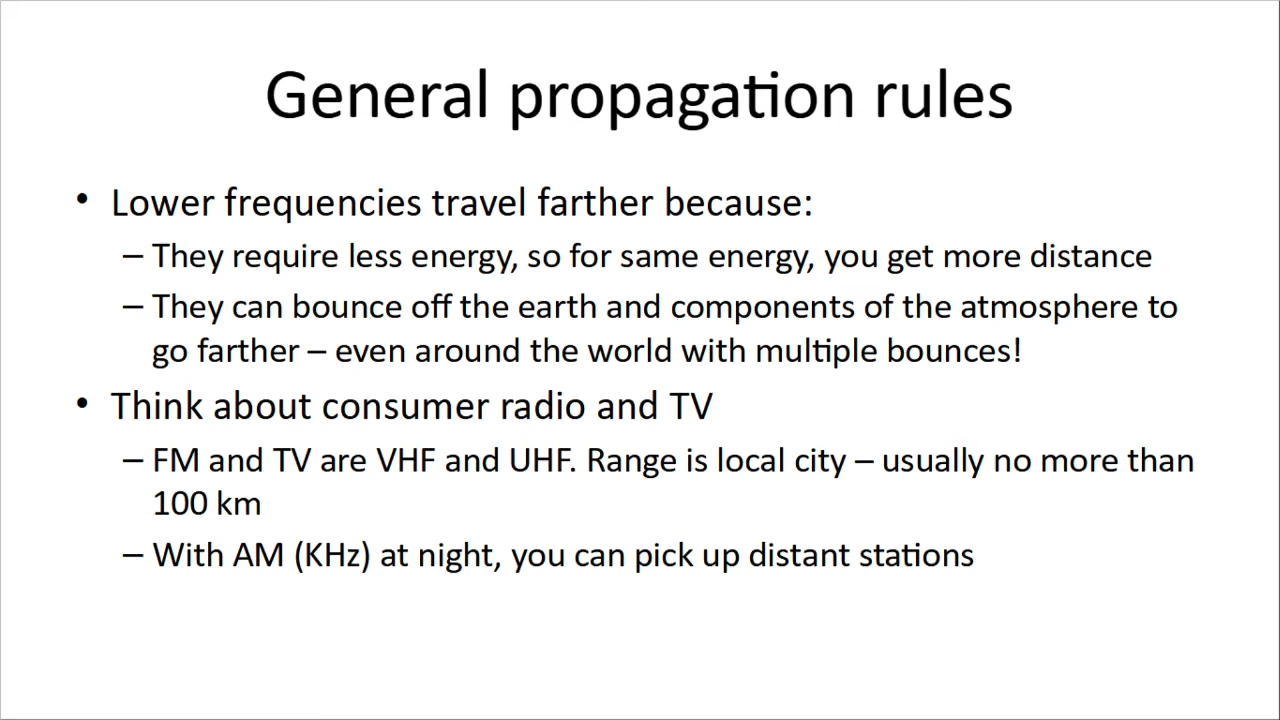 General propagation rules
• Lower frequencies travel farther because:
– They require less energy, so for same energy, you get more distance
– They can bounce off the earth and components of the atmosphere to
go farther – even around the world with multiple bounces!
• Think about consumer radio and TV
– FM and TV are VHF and UHF. Range is local city – usually no more than
100 km
– With AM (KHz) at night, you can pick up distant stations